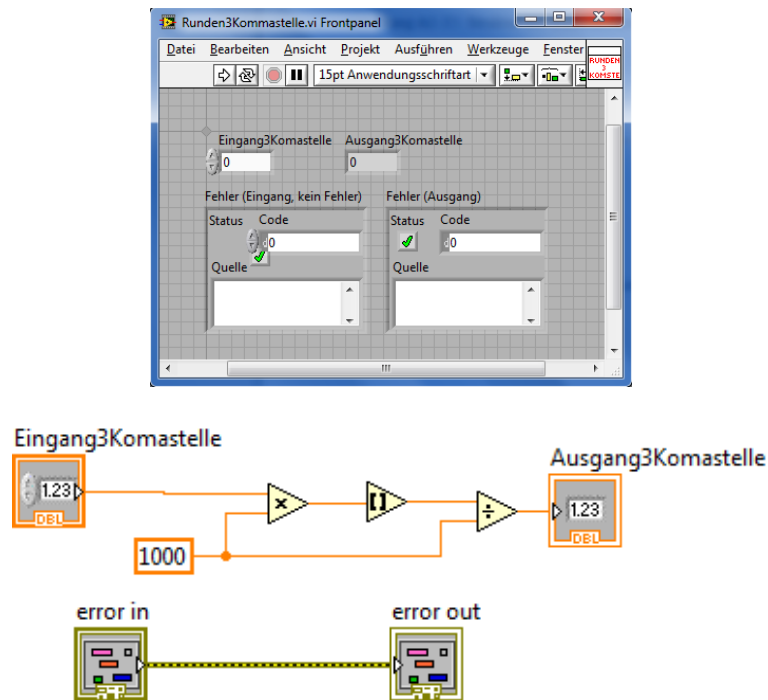 Runden3Kommastelle.vi Frontpanel
Datei Bearbeiten Ansicht Projekt Ausführen Werkzeuge Fenster
RUNDEN
3
KOMSTE
15pt Anwendungsschriftart
Eingang3Komastelle Ausgang3Komastelle
0 0
Fehler (Eingang, kein Fehler) Fehler (Ausgang)
Status Code Status Code
d0 d0
Quelle Quelle
Eingang3Komastelle
Ausgang3Komastelle
1.23
DBL
1.23
DBL
1000
error in error out